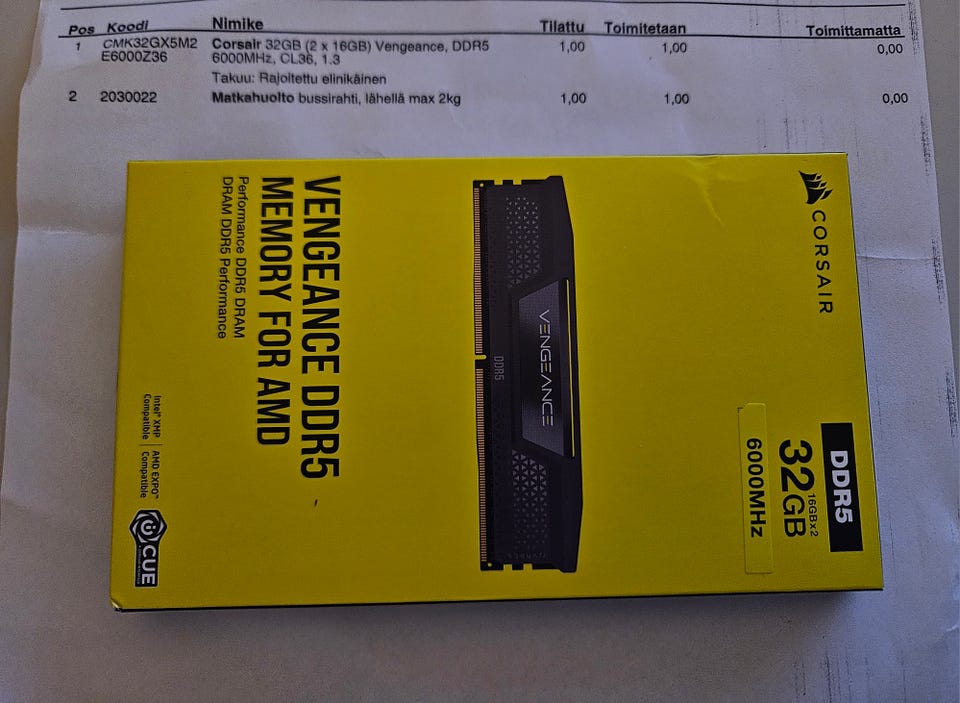 Pos Koodi Nimike Tilattu Toimitetaan Toimittamatta
1 CMK32GX5M2 Corsair 32GB (2 x 16GB) Vengeance, DDR5 1,00 1,00 0,00
E6000Z36 6000MHz, CL36, 1.3
Takuu: Rajoitettu elinikäinen
2 2030022 Matkahuolto bussirahti, lähellä max 2kg 1,00 1,00 0,00
CORSAIR
DDR5
32GB
16GBx2
6000MHz
VENGEANCE
DDR5
VENGEANCE DDR5
MEMORY FOR AMD
Performance DDR5 DRAM
DRAM DDR5 Performance
Intel® XMP
Compatible
AMD EXPO™
Compatible
iCUE